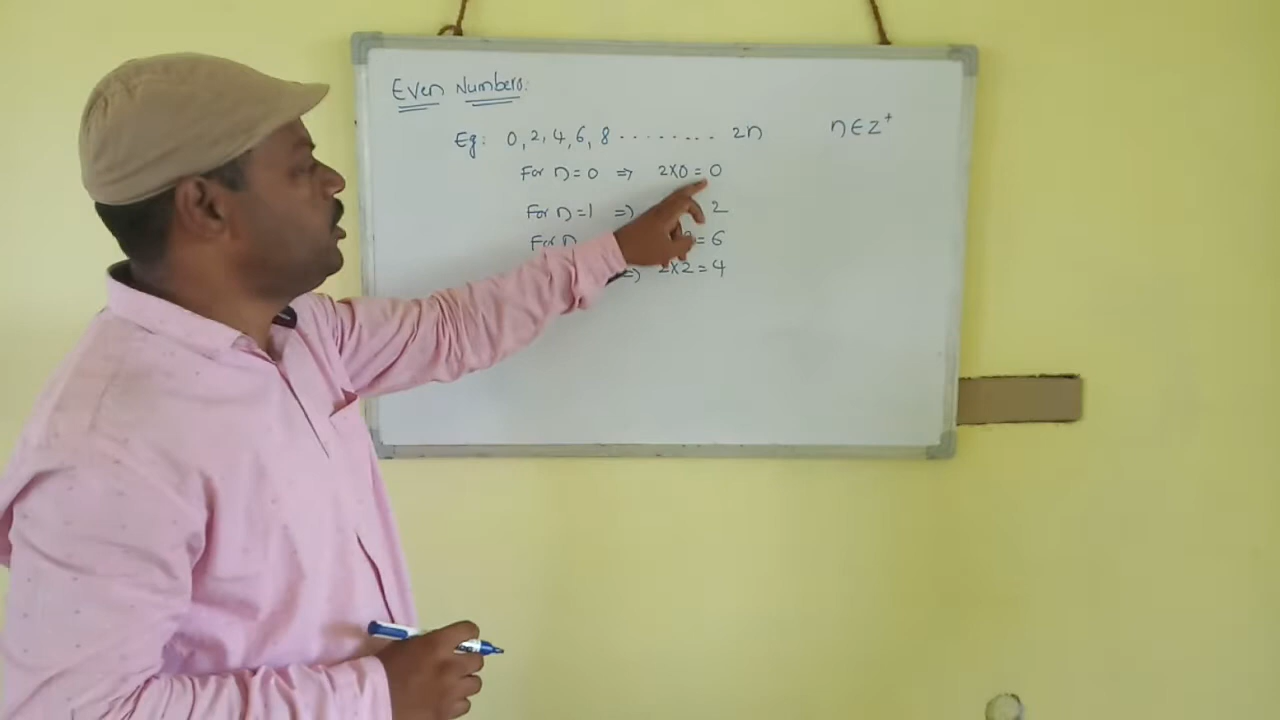 Even Numbers:
Eg: 0, 2, 4, 6, 8 ......... 2n n∈Z⁺
For n=0 ⇒ 2×0=0
For n=1 ⇒ 2
For n =6
⇒ 2×2=4